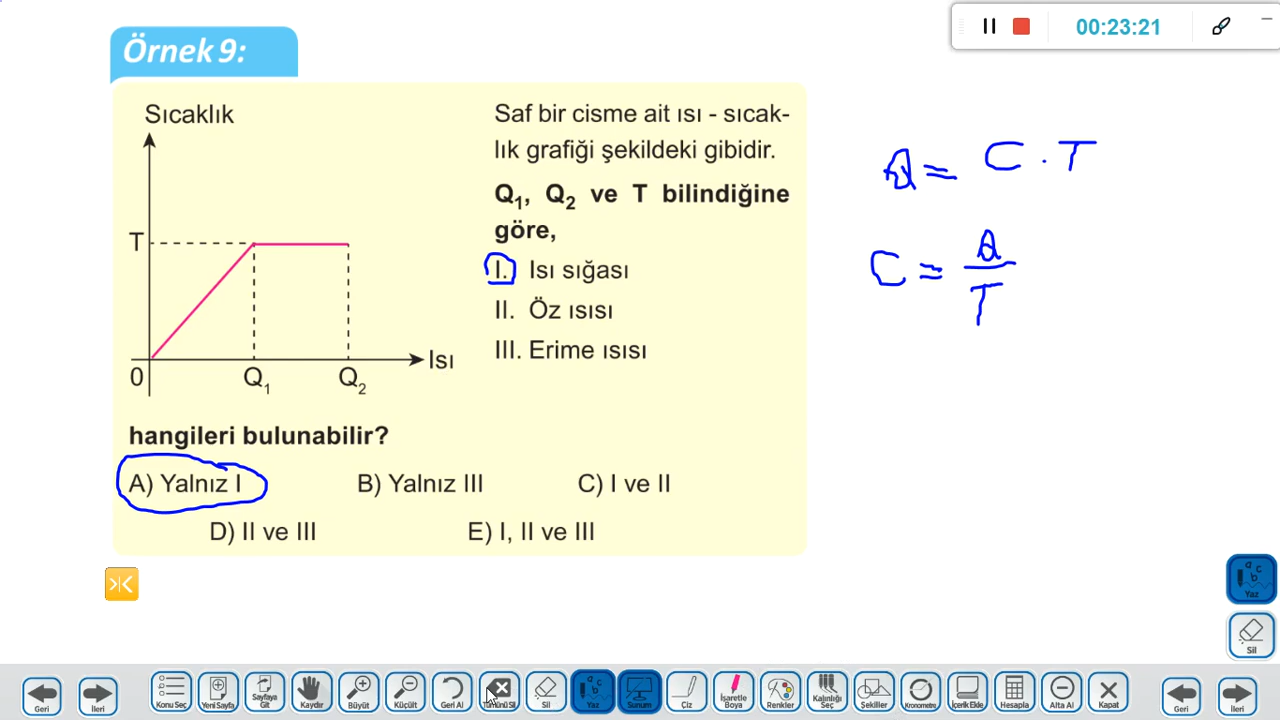 00:23:21
Örnek 9:
Sıcaklık
T
0
Q1
Q2
Isı
Saf bir cisme ait ısı - sıcak-
lık grafiği şekildeki gibidir.
Q1, Q2 ve T bilindiğine
göre,
I. Isı sığası
II. Öz ısısı
III. Erime ısısı
hangileri bulunabilir?
A) Yalnız I
B) Yalnız III
C) I ve II
D) II ve III
E) I, II ve III
Q = C . T
C = Q / T
a b c
Yaz
Sil
Geri
İleri
Konu Seç
Yeni Sayfa
Sayfaya Git
Kaydır
Büyüt
Küçült
Geri Al
Sil
a b c
Yaz
Sunum
Çiz
İşaretle Boya
Renkler
Kalınlığı Seç
Şekiller
Kronometre
İçerik Ekle
Hesapla
Alta Al
Kapat
Geri
İleri